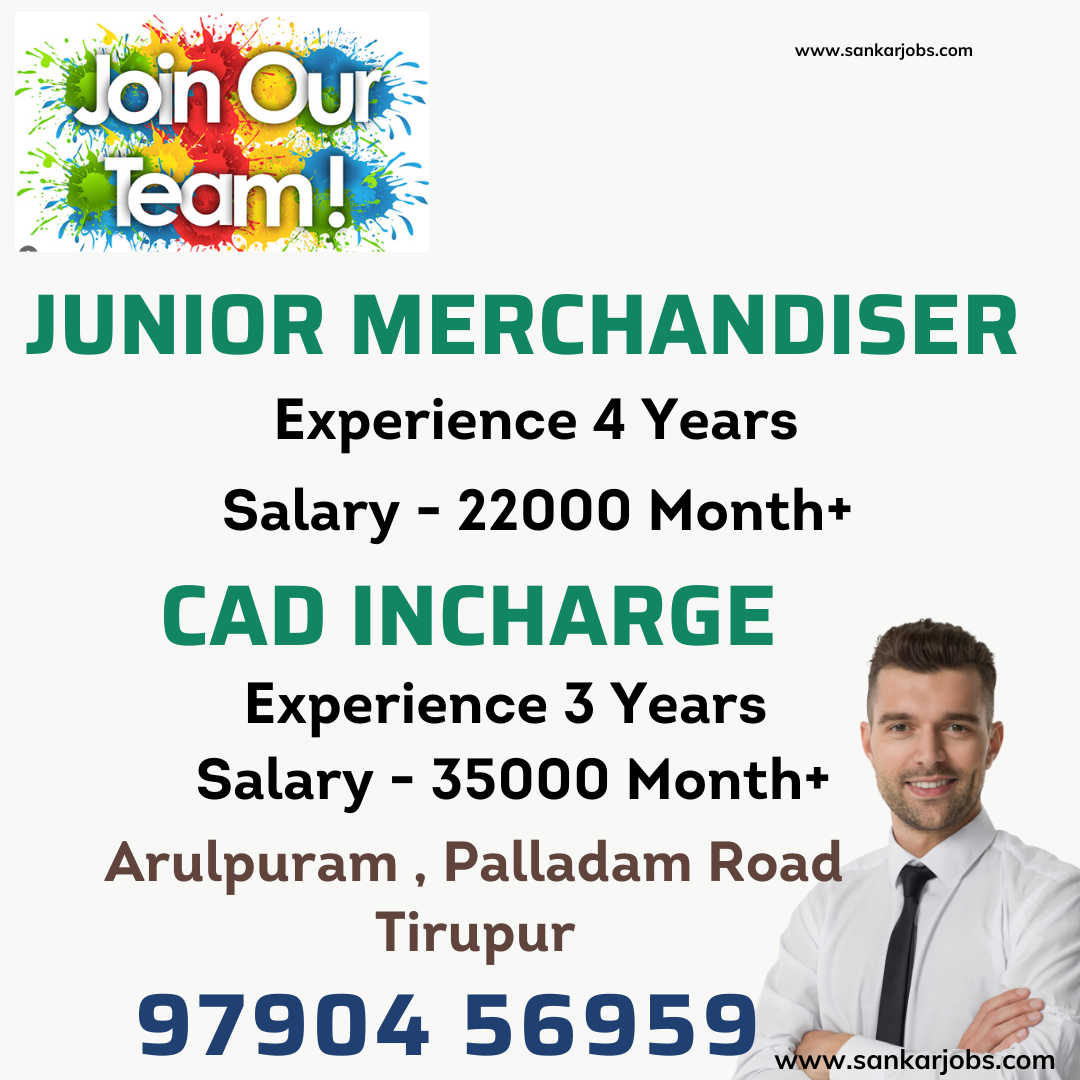 www.sankarjobs.com
Join Our
Team !
JUNIOR MERCHANDISER
Experience 4 Years
Salary - 22000 Month+
CAD INCHARGE
Experience 3 Years
Salary - 35000 Month+
Arulpuram , Palladam Road
Tirupur
97904 56959
www.sankarjobs.com